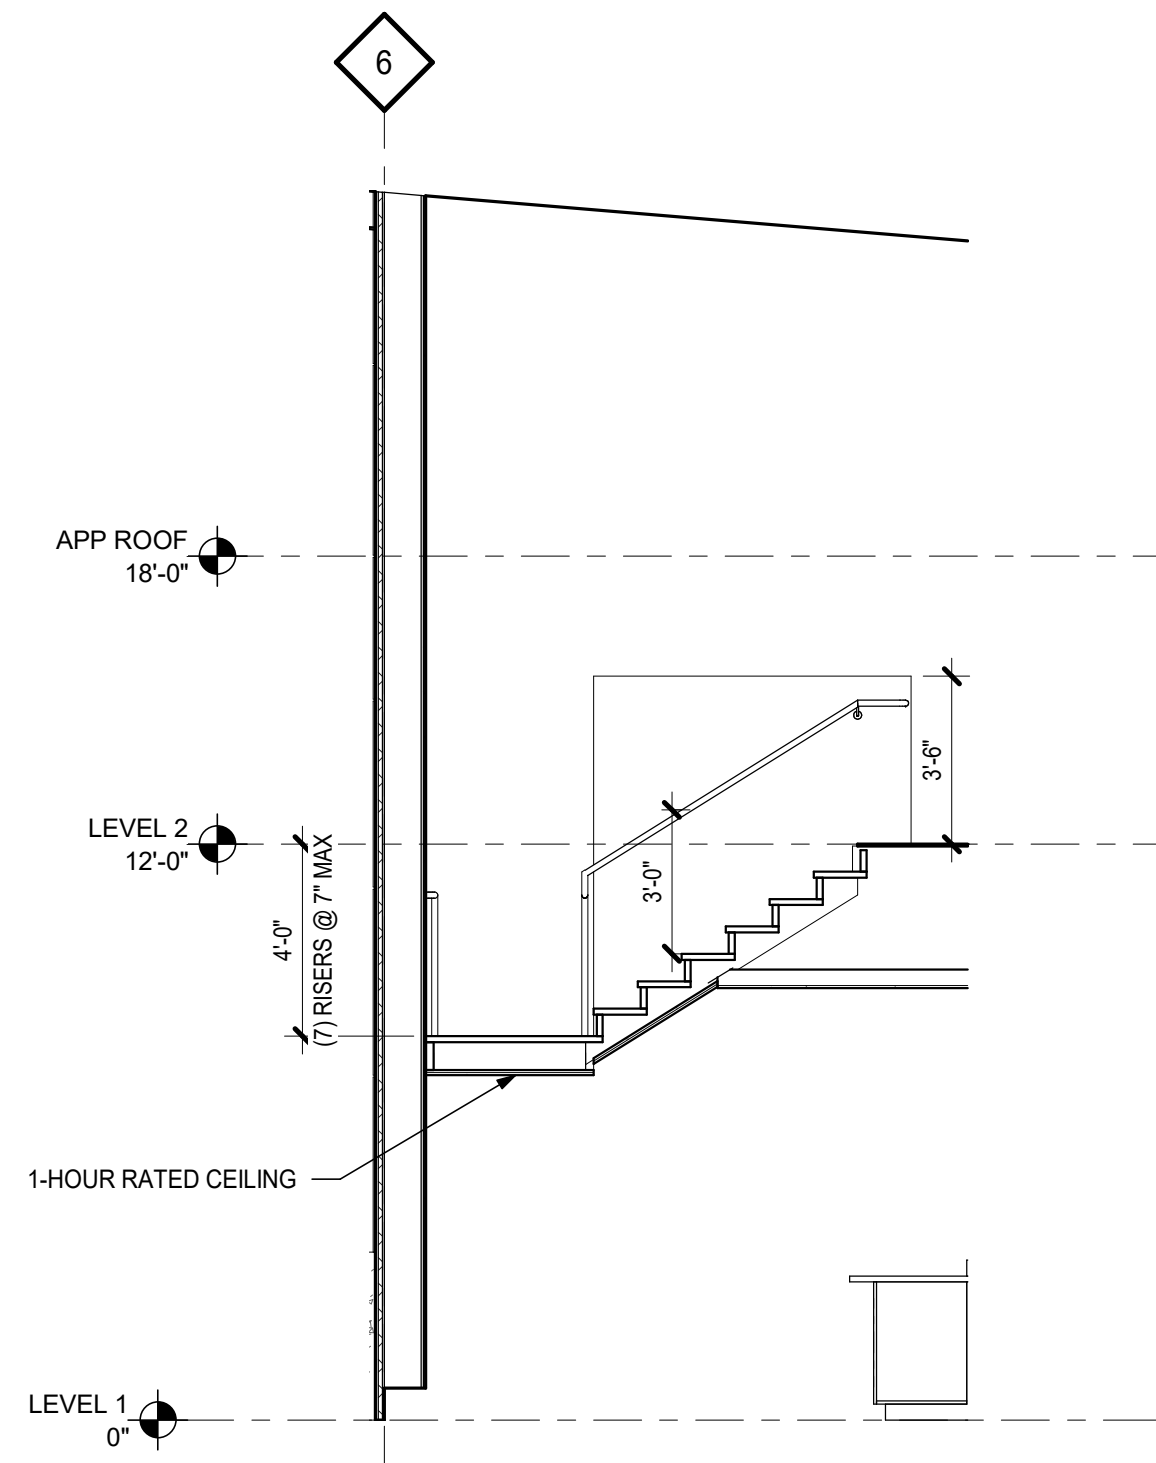 6
APP ROOF
18'-0"
LEVEL 2
12'-0"
3'-6"
3'-0"
4'-0"
(7) RISERS @ 7" MAX
1-HOUR RATED CEILING
LEVEL 1
0"